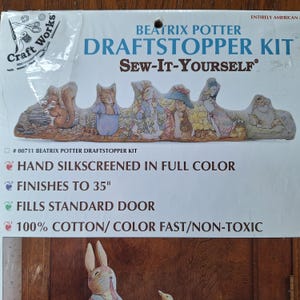 ENTIRELY AMERICAN
Craft Works
BEATRIX POTTER
DRAFTSTOPPER KIT
SEW-IT-YOURSELF®
# 00711 BEATRIX POTTER DRAFTSTOPPER KIT
HAND SILKSCREENED IN FULL COLOR
FINISHES TO 35"
FILLS STANDARD DOOR
100% COTTON/ COLOR FAST/NON-TOXIC